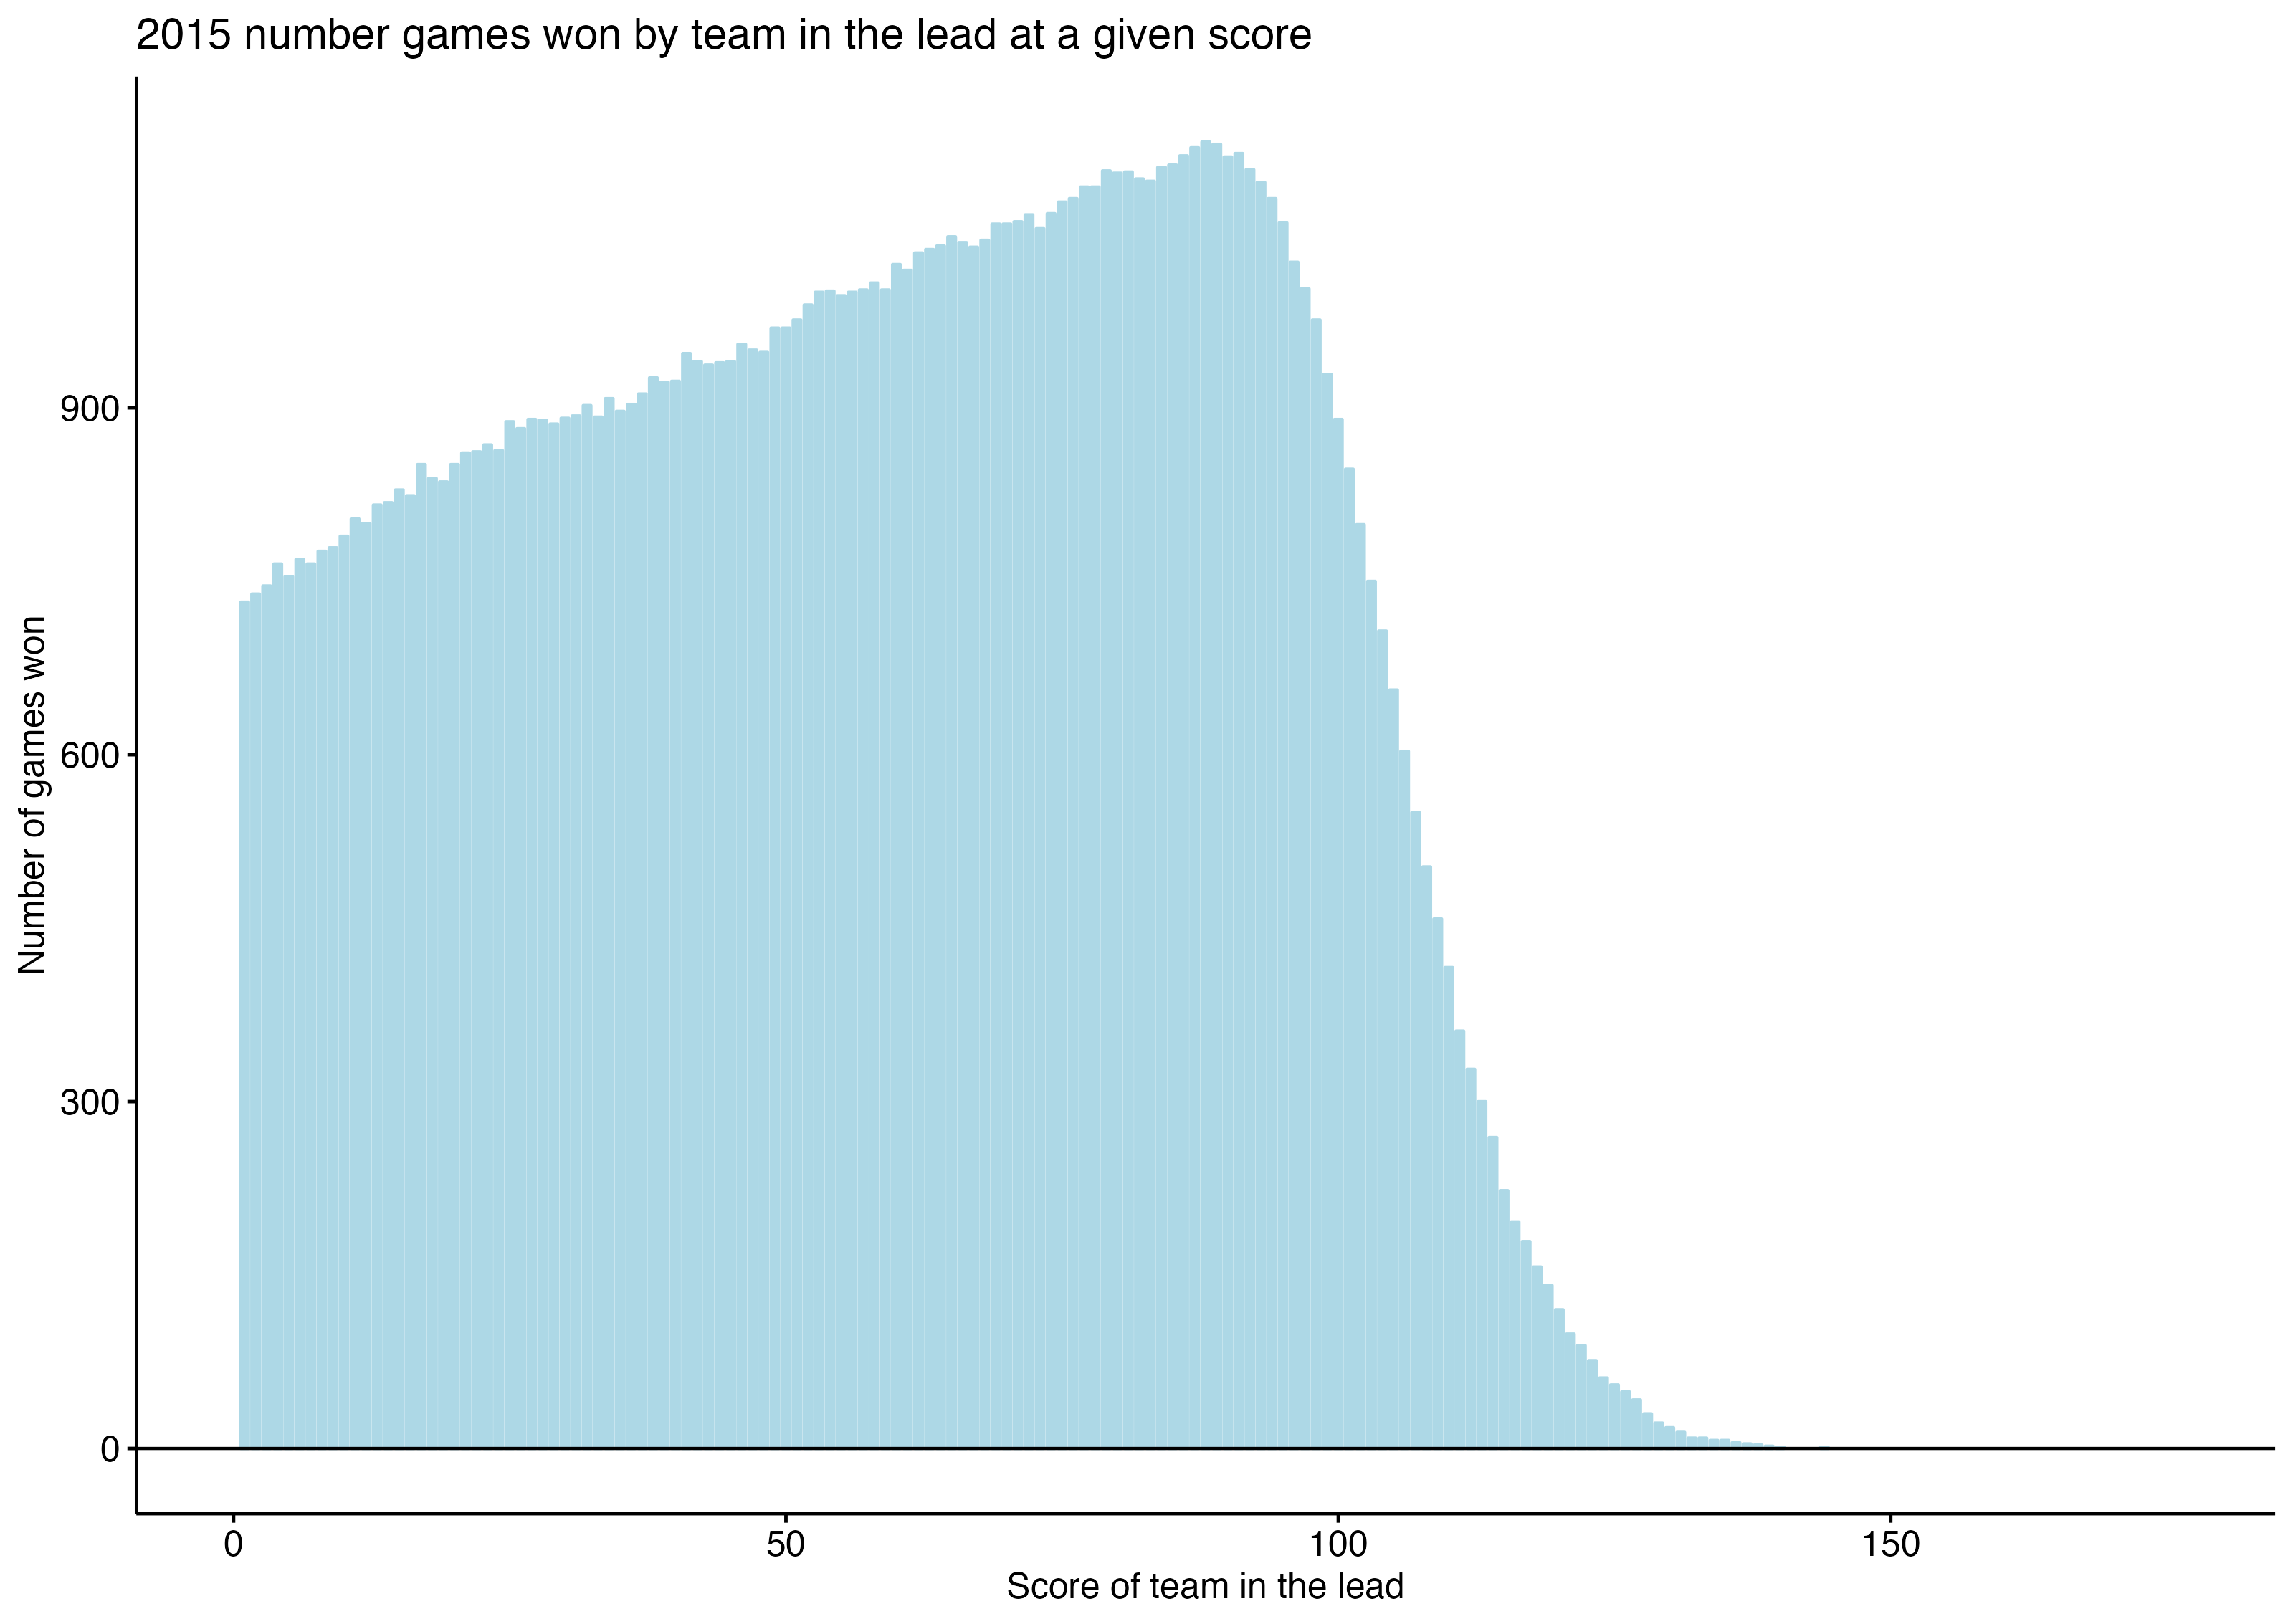 2015 number games won by team in the lead at a given score
Number of games won
900
600
300
0
0 50 100 150
Score of team in the lead